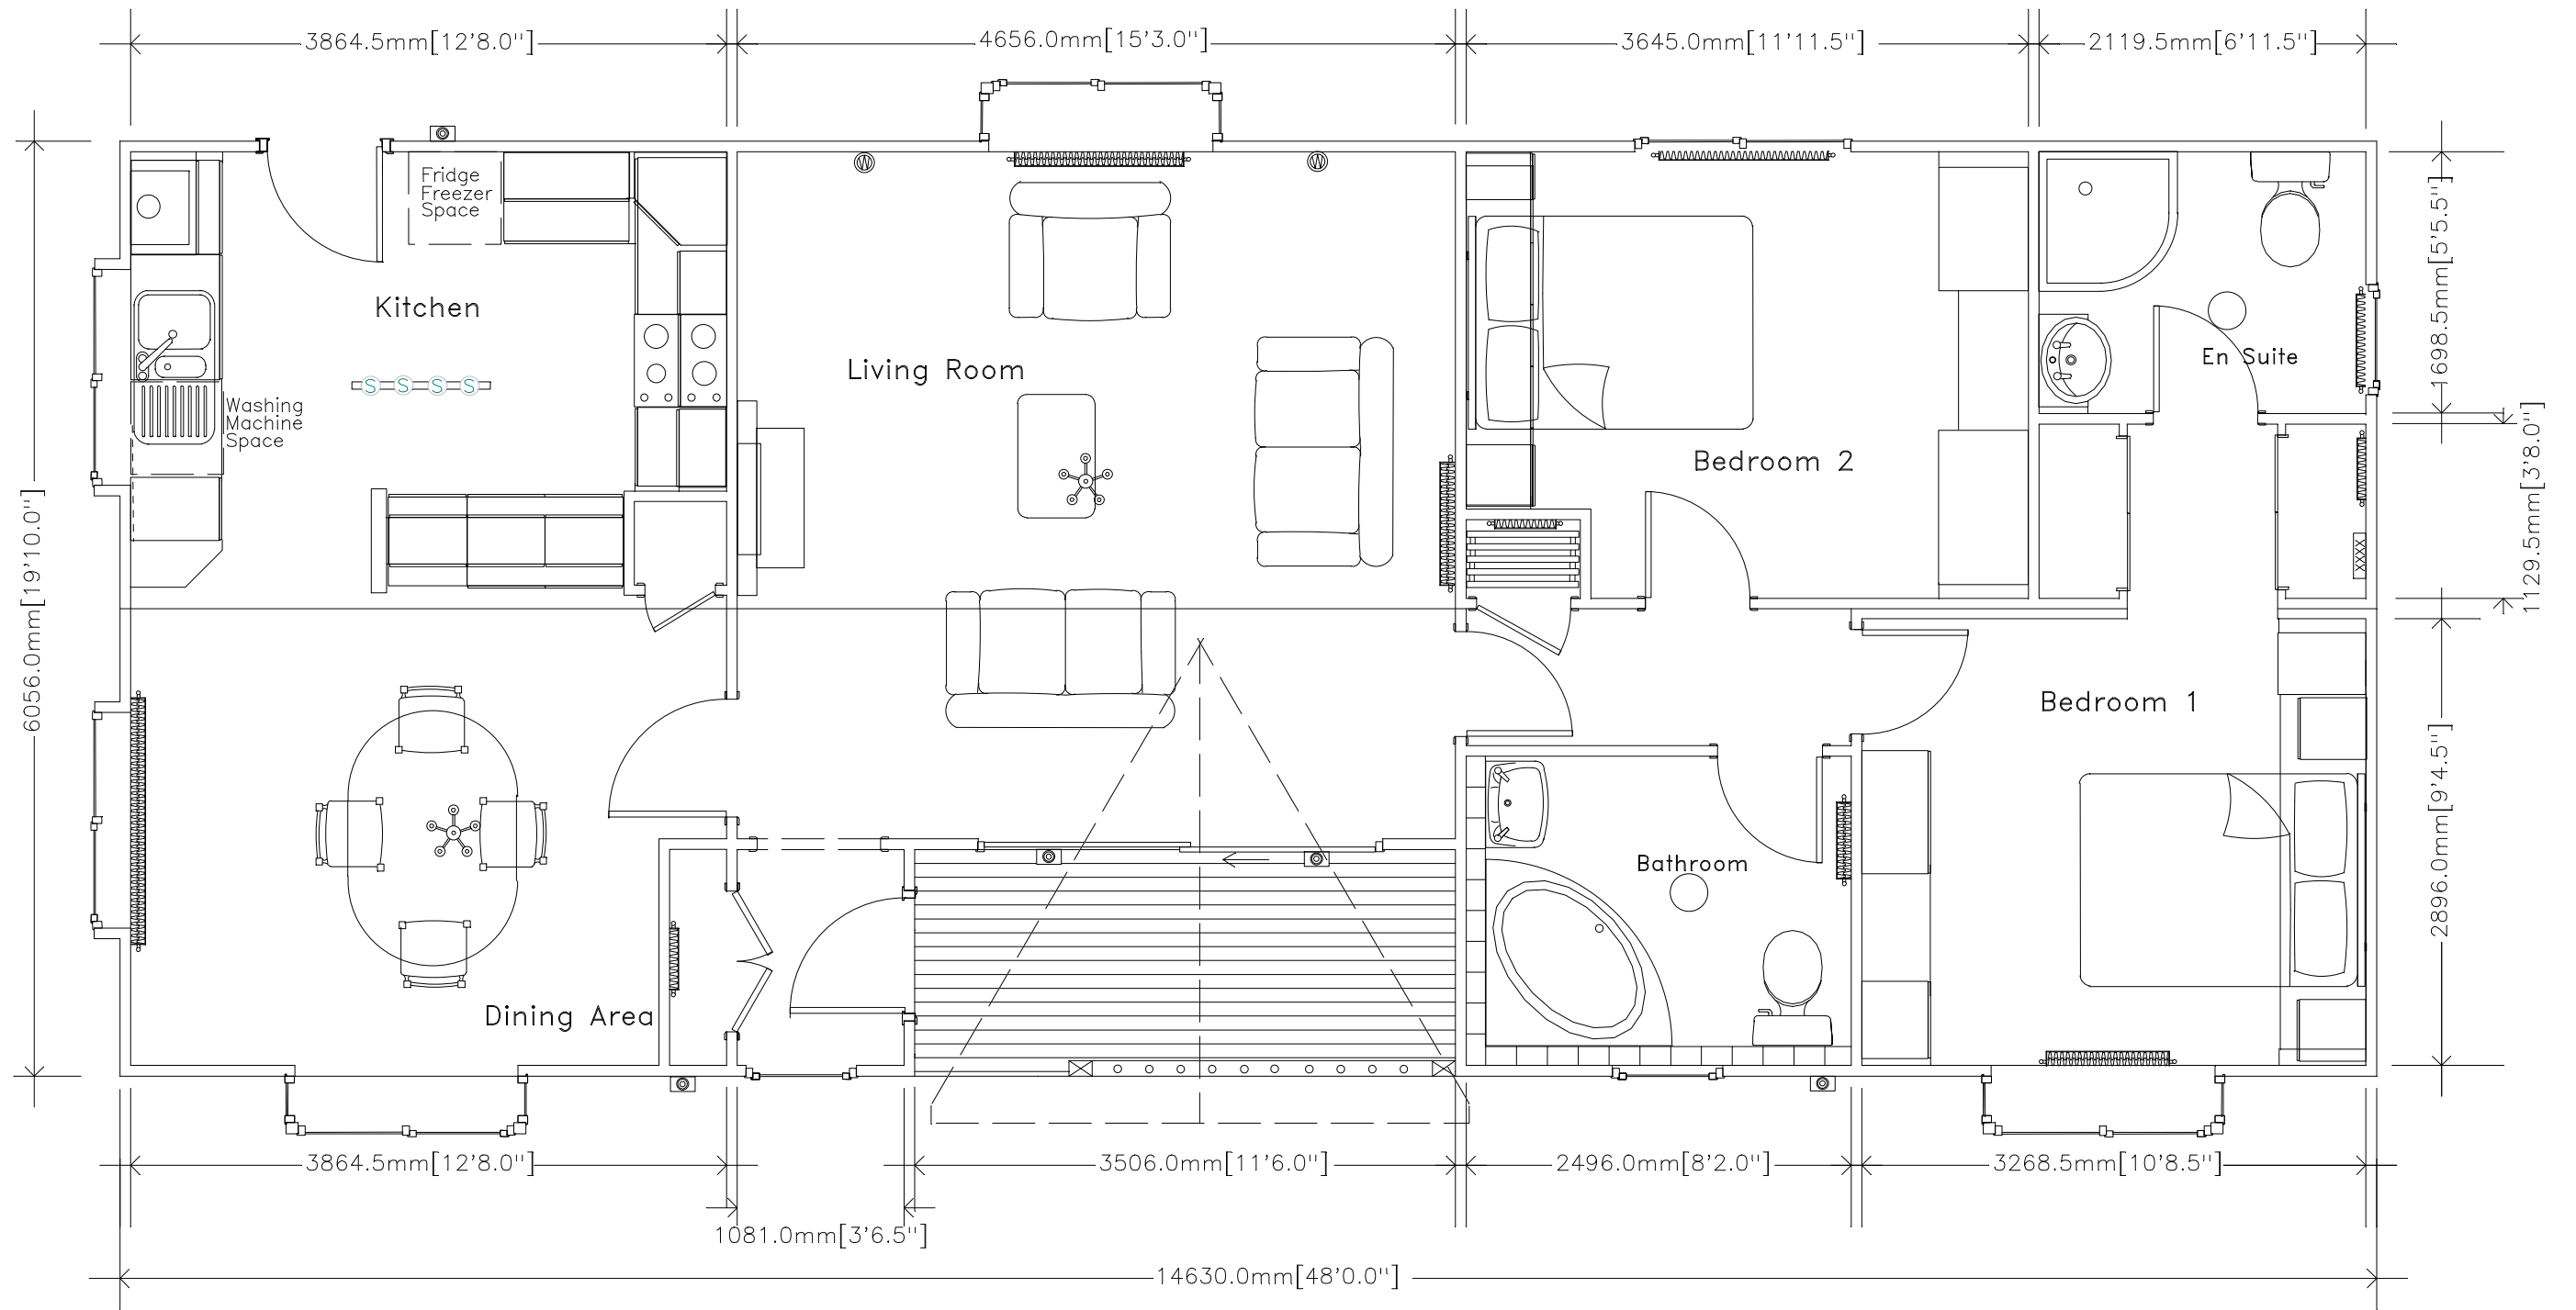 3864.5mm[12'8.0"]
4656.0mm[15'3.0"]
3645.0mm[11'11.5"]
2119.5mm[6'11.5"]
Fridge
Freezer
Space
Kitchen
S S S S
Washing
Machine
Space
Living Room
W
W
Bedroom 2
En Suite
1698.5mm[5'5.5"]
1129.5mm[3'8.0"]
6056.0mm[19'10.0"]
XXXX
Bedroom 1
2896.0mm[9'4.5"]
Bathroom
Dining Area
3864.5mm[12'8.0"]
3506.0mm[11'6.0"]
2496.0mm[8'2.0"]
3268.5mm[10'8.5"]
1081.0mm[3'6.5"]
14630.0mm[48'0.0"]